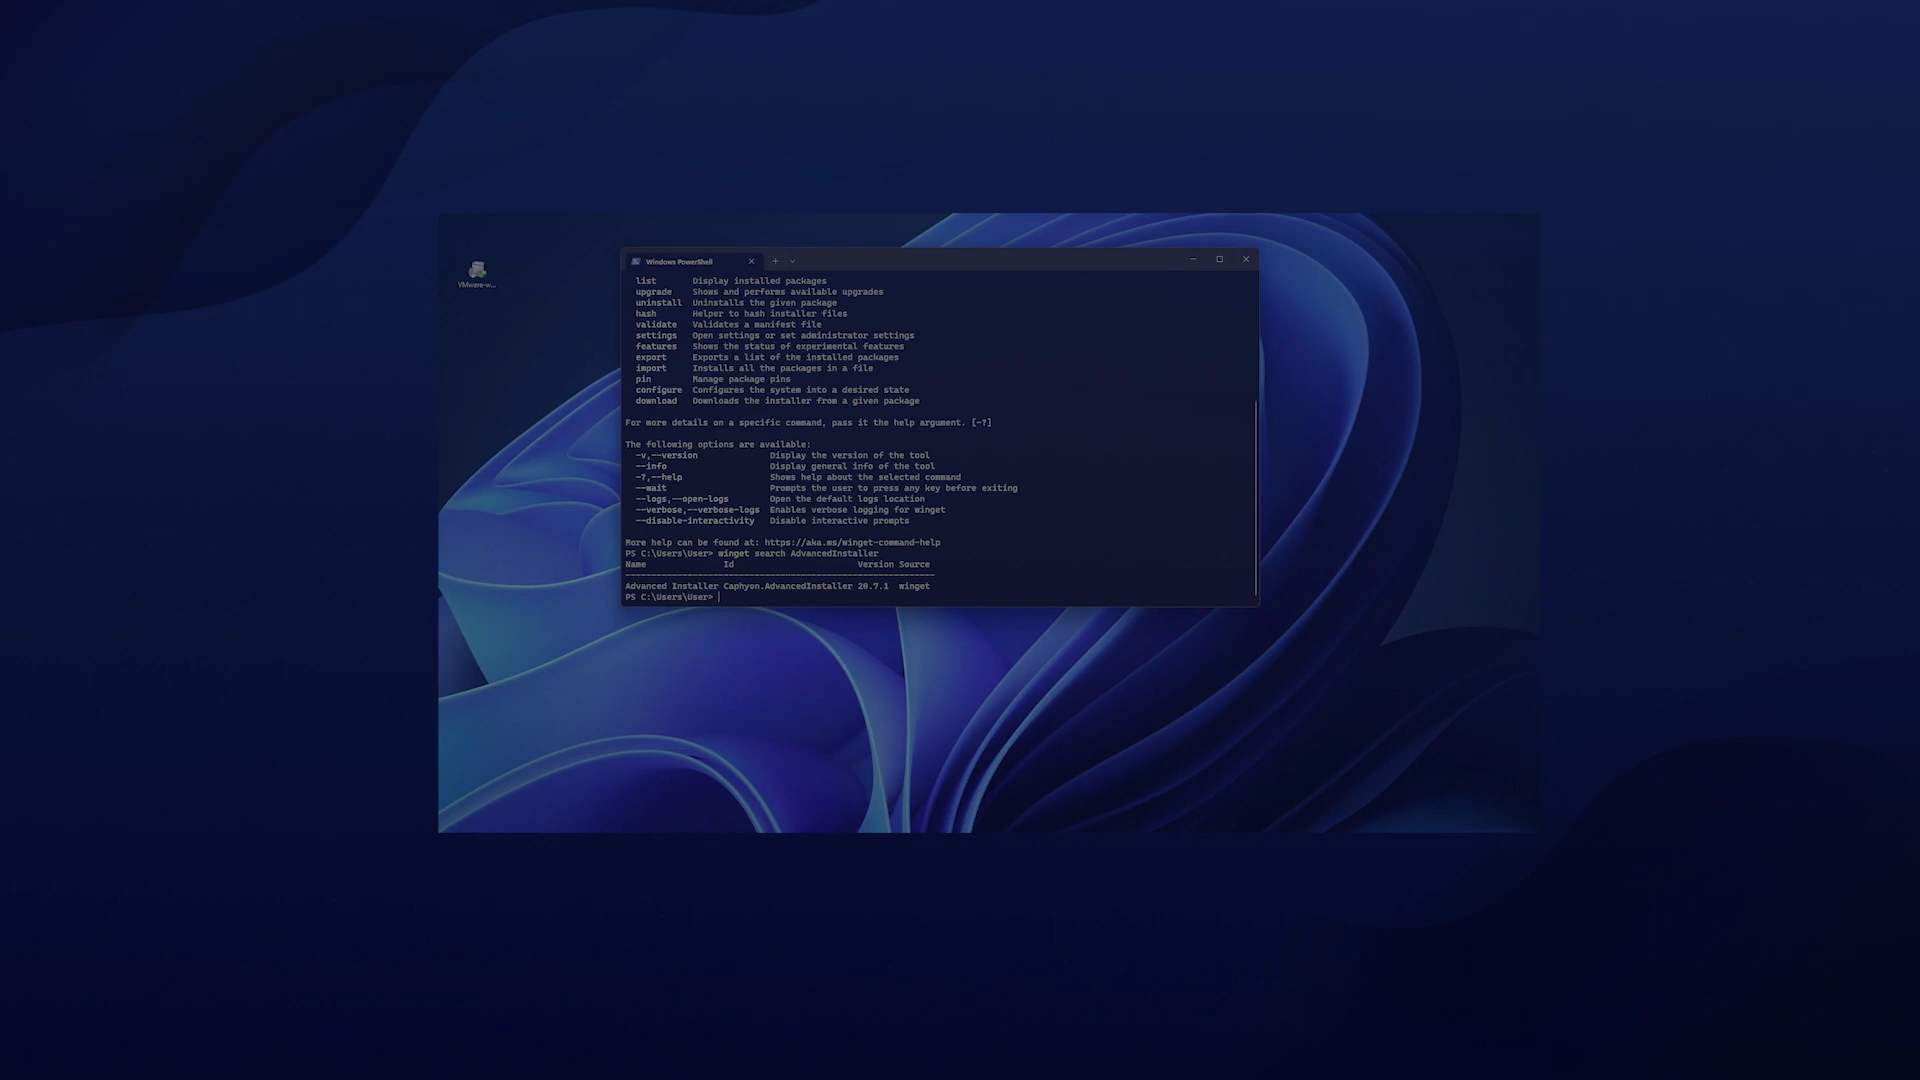 VMware-w...
Windows PowerShell
list Display installed packages
upgrade Shows and performs available upgrades
uninstall Uninstalls the given package
hash Helper to hash installer files
validate Validates a manifest file
settings Open settings or set administrator settings
features Shows the status of experimental features
export Exports a list of the installed packages
import Installs all the packages in a file
pin Manage package pins
configure Configures the system into a desired state
download Downloads the installer from a given package
For more details on a specific command, pass it the help argument. [-?]
The following options are available:
-v,--version Display the version of the tool
--info Display general info of the tool
-?,--help Shows help about the selected command
--wait Prompts the user to press any key before exiting
--logs,--open-logs Open the default logs location
--verbose,--verbose-logs Enables verbose logging for winget
--disable-interactivity Disable interactive prompts
More help can be found at: https://aka.ms/winget-command-help
PS C:\Users\User> winget search AdvancedInstaller
Name Id Version Source
Advanced Installer Caphyon.AdvancedInstaller 20.7.1 winget
PS C:\Users\User>